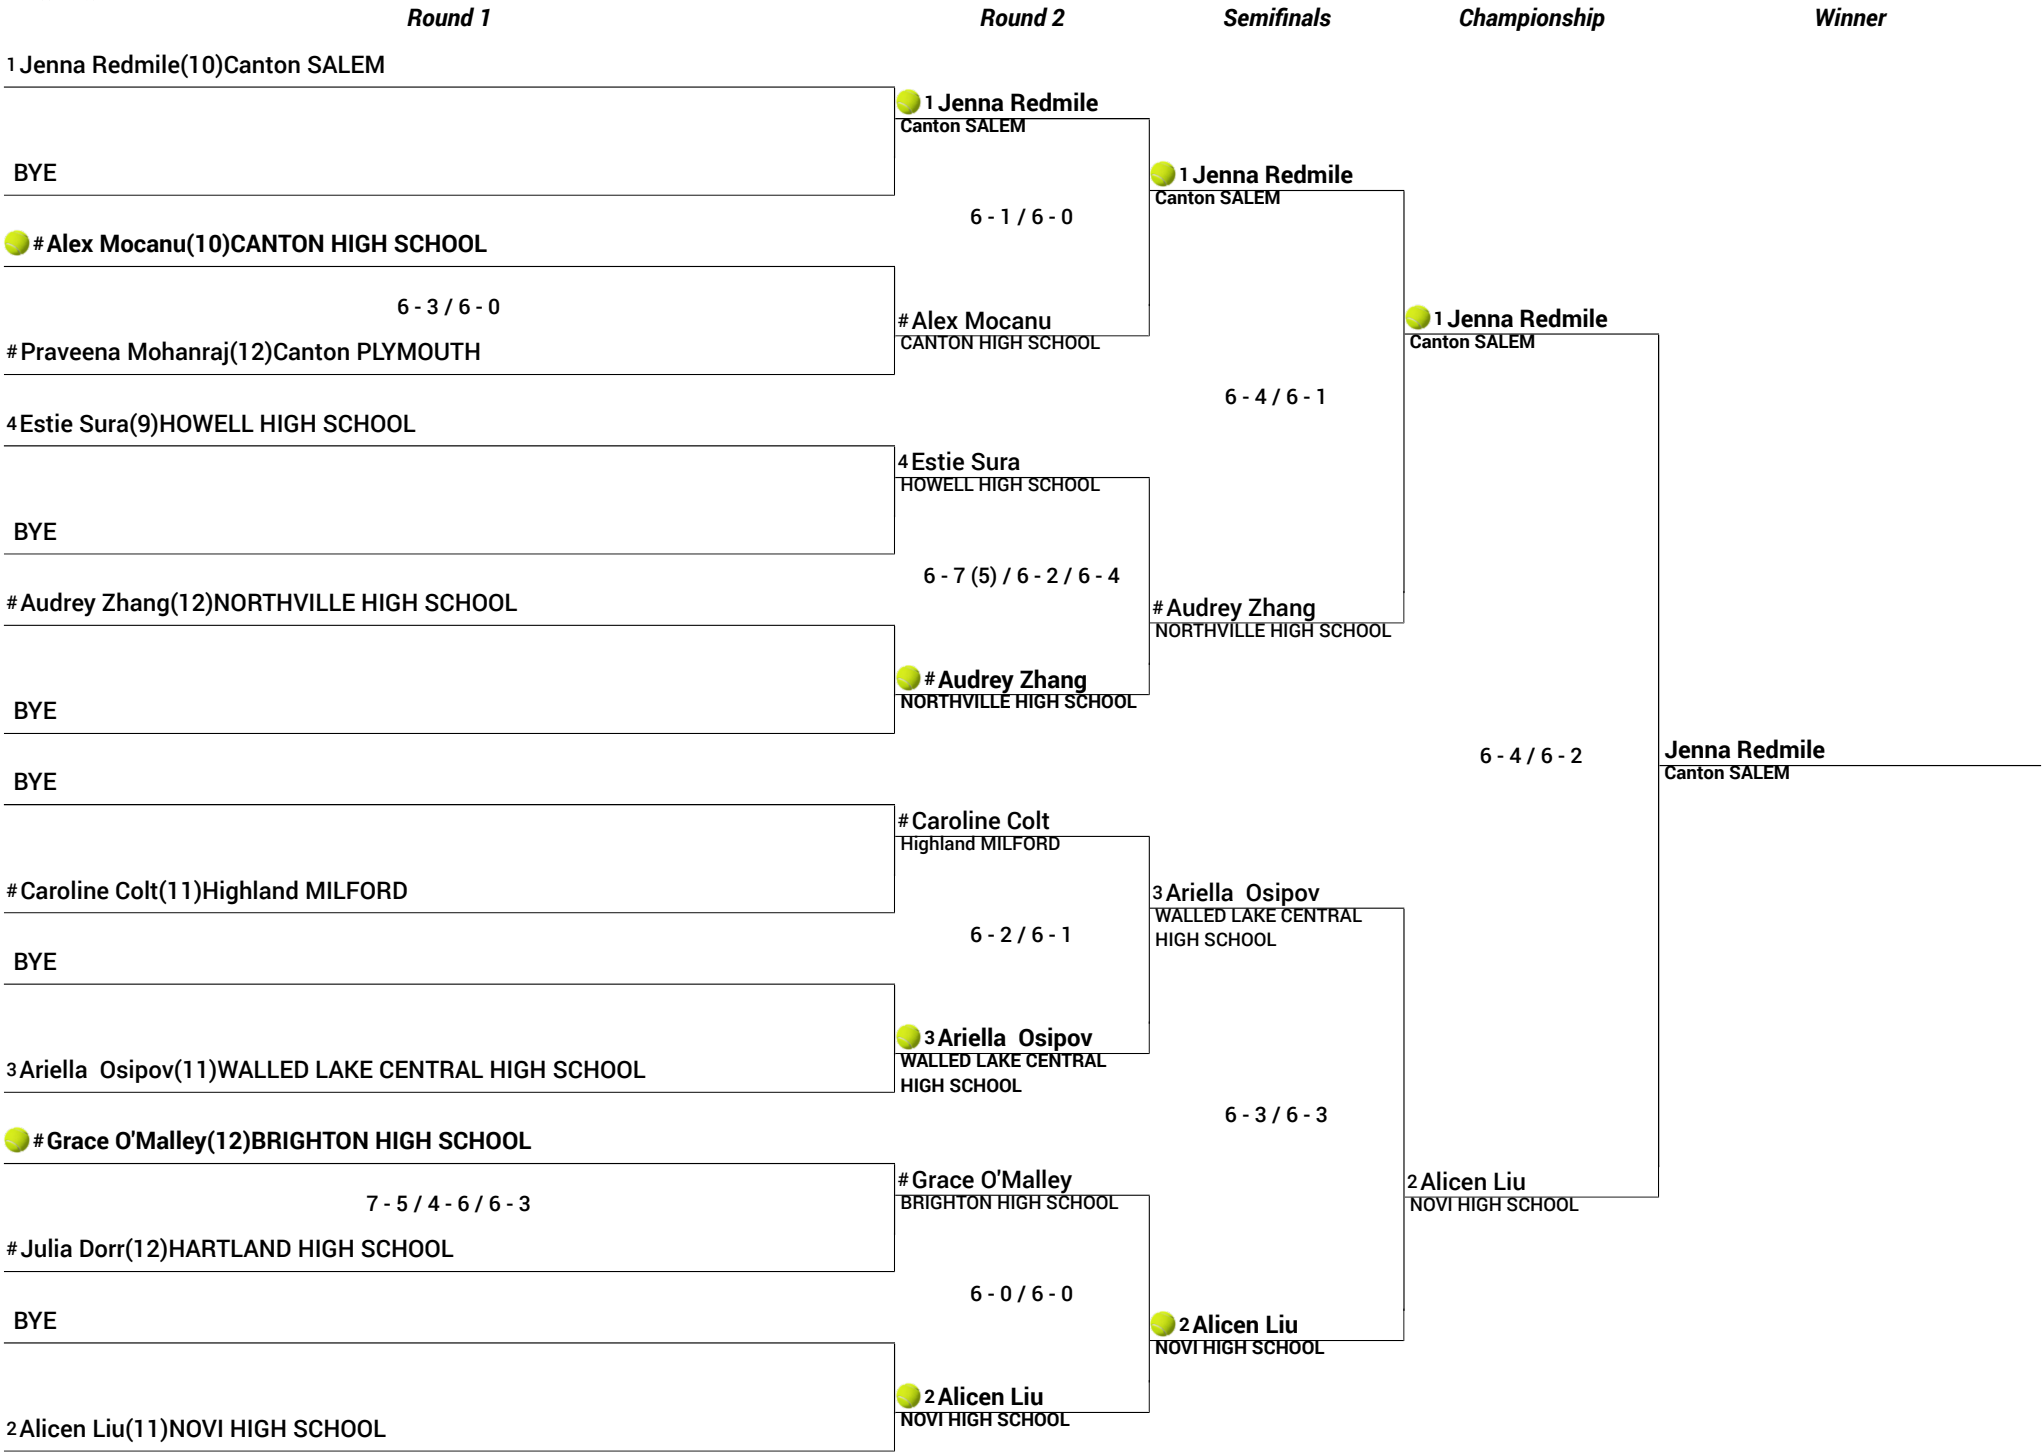 Round 1
Round 2
Semifinals
Championship
Winner
1 Jenna Redmile(10)Canton SALEM
BYE
# Alex Mocanu(10)CANTON HIGH SCHOOL
6 - 3 / 6 - 0
# Praveena Mohanraj(12)Canton PLYMOUTH
4 Estie Sura(9)HOWELL HIGH SCHOOL
BYE
# Audrey Zhang(12)NORTHVILLE HIGH SCHOOL
BYE
BYE
# Caroline Colt(11)Highland MILFORD
BYE
3 Ariella  Osipov(11)WALLED LAKE CENTRAL HIGH SCHOOL
# Grace O'Malley(12)BRIGHTON HIGH SCHOOL
7 - 5 / 4 - 6 / 6 - 3
# Julia Dorr(12)HARTLAND HIGH SCHOOL
BYE
2 Alicen Liu(11)NOVI HIGH SCHOOL
1 Jenna Redmile
Canton SALEM
6 - 1 / 6 - 0
# Alex Mocanu
CANTON HIGH SCHOOL
4 Estie Sura
HOWELL HIGH SCHOOL
6 - 7 (5) / 6 - 2 / 6 - 4
# Audrey Zhang
NORTHVILLE HIGH SCHOOL
# Caroline Colt
Highland MILFORD
6 - 2 / 6 - 1
3 Ariella  Osipov
WALLED LAKE CENTRAL
HIGH SCHOOL
# Grace O'Malley
BRIGHTON HIGH SCHOOL
6 - 0 / 6 - 0
2 Alicen Liu
NOVI HIGH SCHOOL
1 Jenna Redmile
Canton SALEM
6 - 4 / 6 - 1
# Audrey Zhang
NORTHVILLE HIGH SCHOOL
3 Ariella  Osipov
WALLED LAKE CENTRAL
HIGH SCHOOL
6 - 3 / 6 - 3
2 Alicen Liu
NOVI HIGH SCHOOL
1 Jenna Redmile
Canton SALEM
6 - 4 / 6 - 2
2 Alicen Liu
NOVI HIGH SCHOOL
Jenna Redmile
Canton SALEM